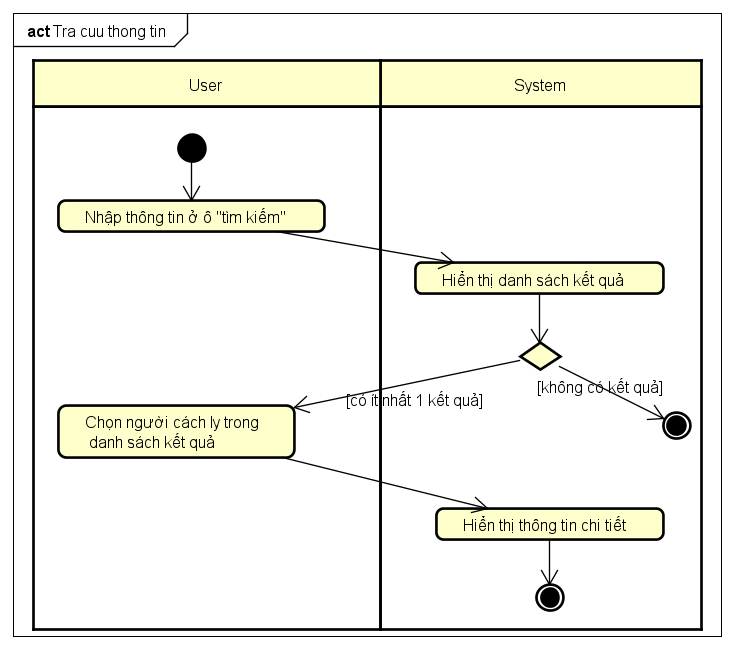 act Tra cuu thong tin
User
System
Nhập thông tin ở ô "tìm kiếm"
Hiển thị danh sách kết quả
[không có kết quả]
[có ít nhất 1 kết quả]
Chọn người cách ly trong
danh sách kết quả
Hiển thị thông tin chi tiết